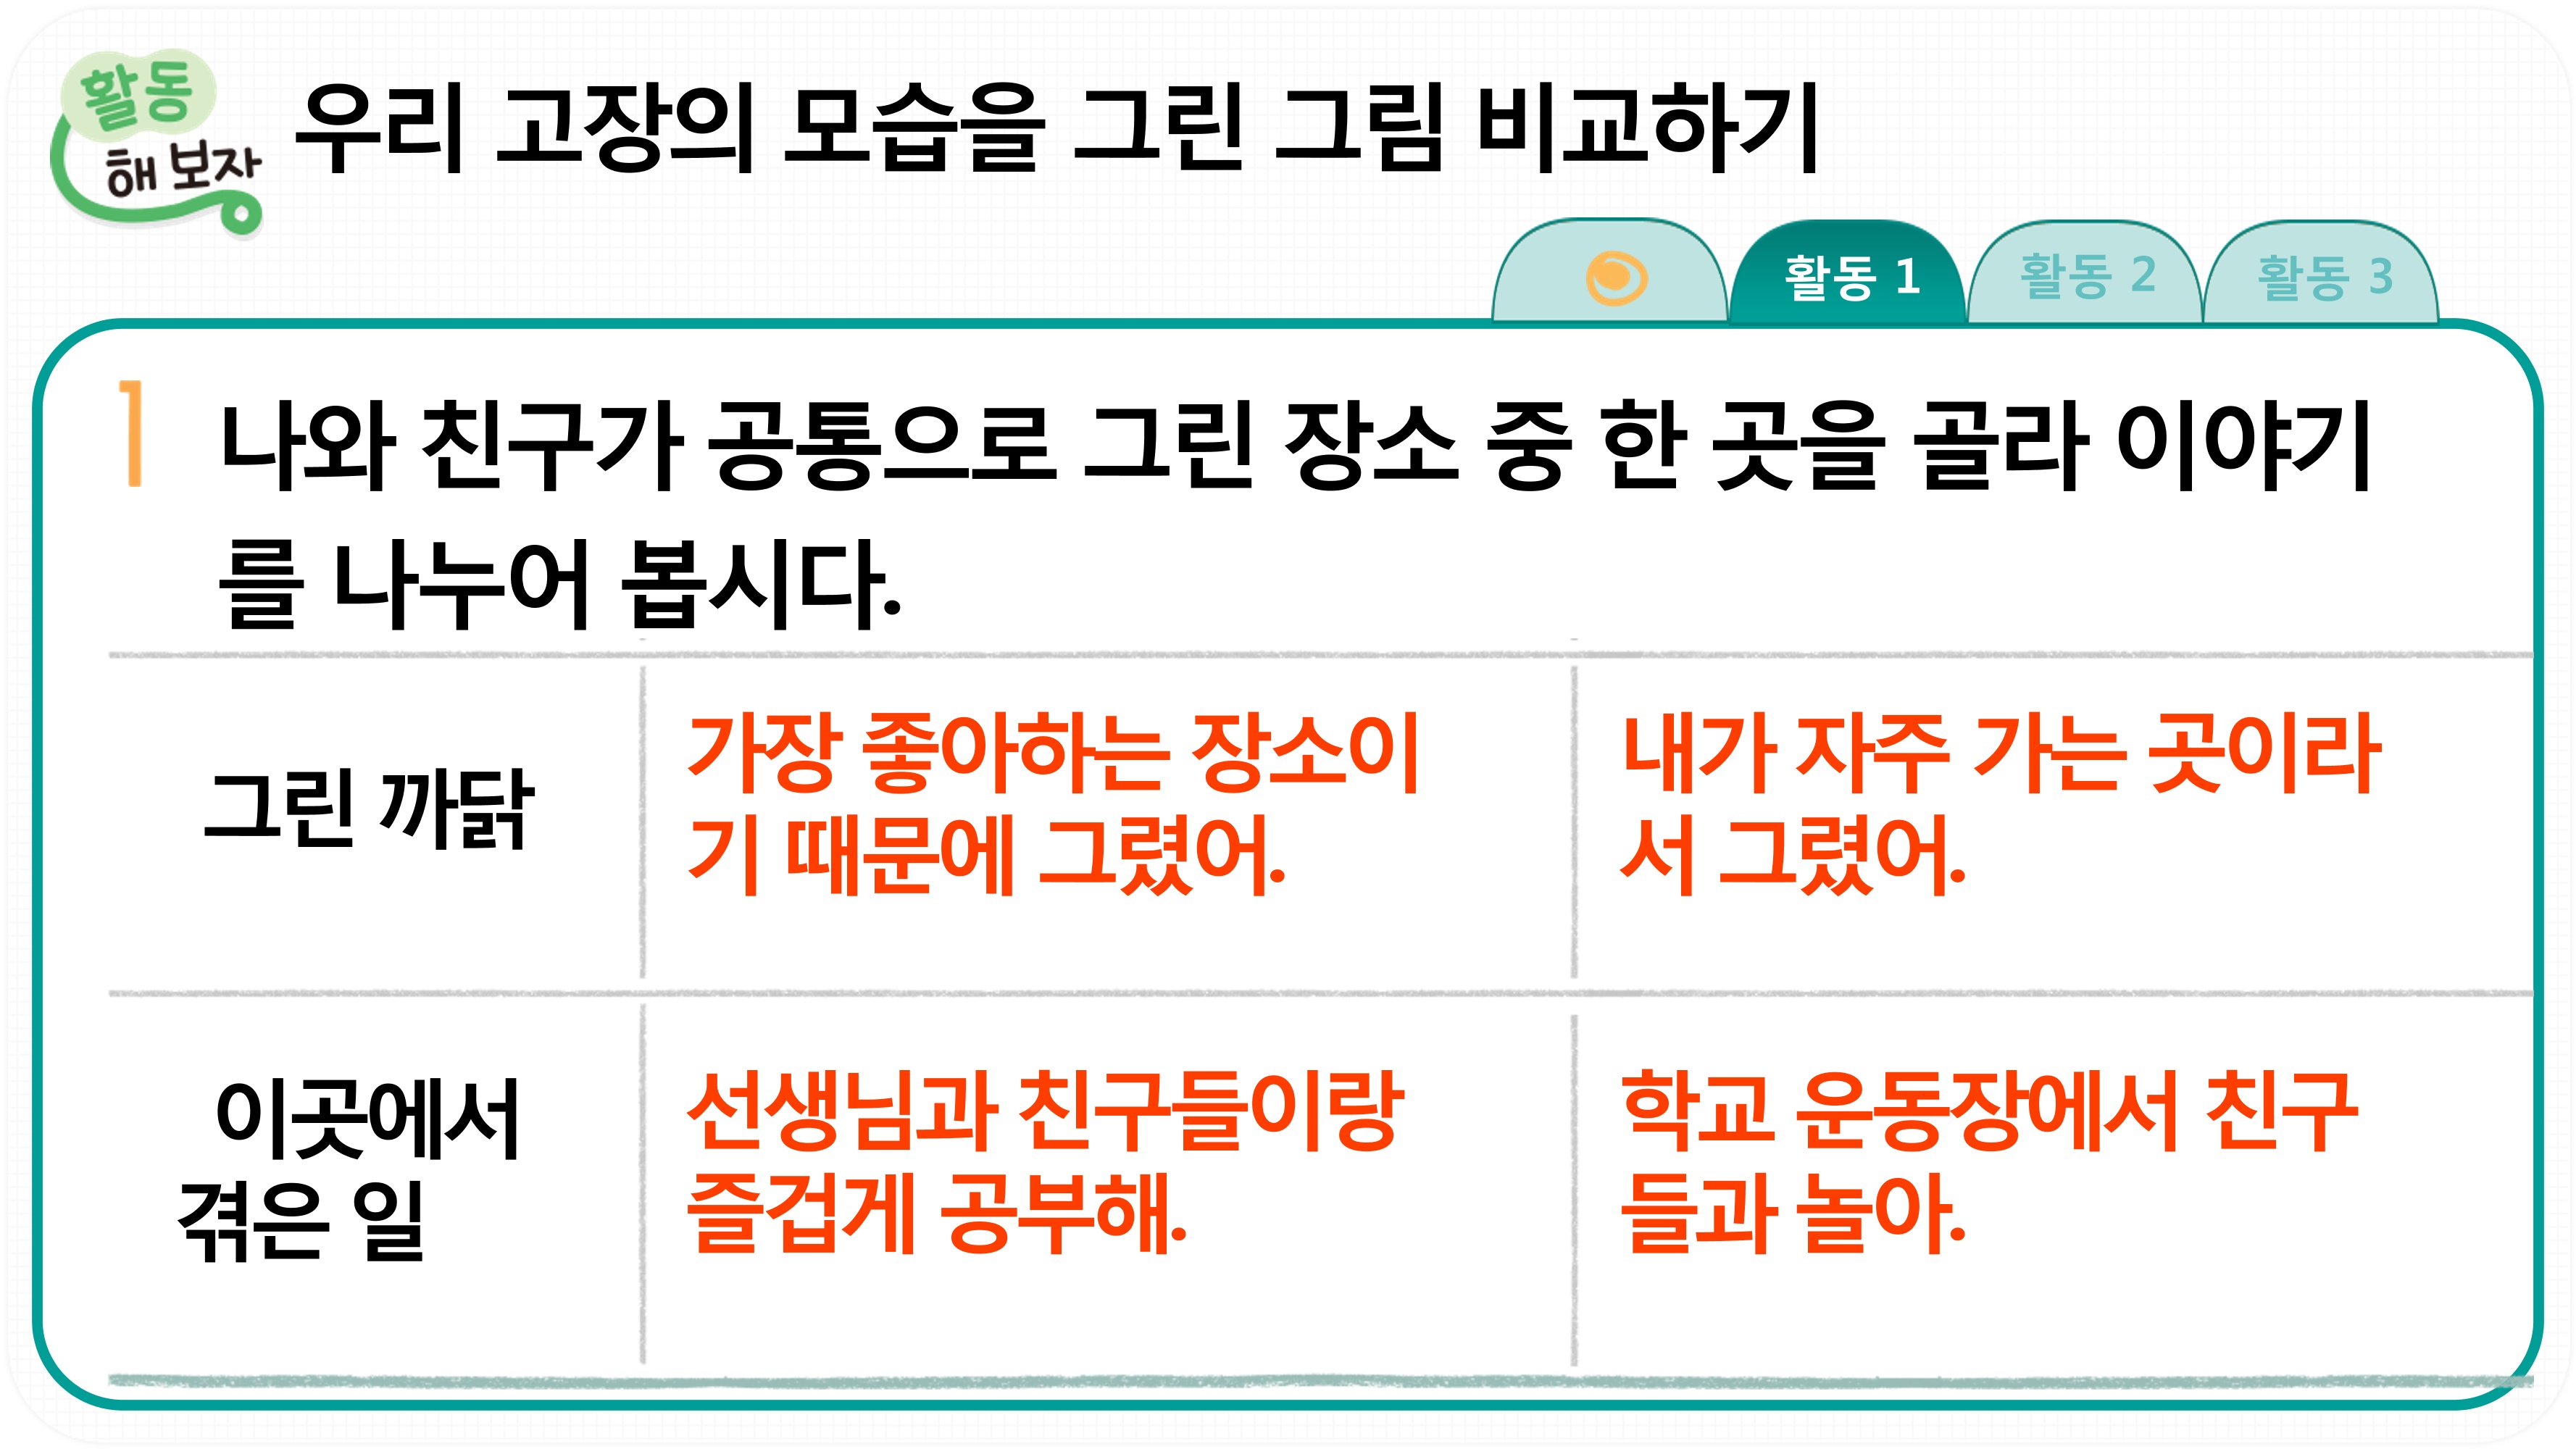 활동
해 보자
우리 고장의 모습을 그린 그림 비교하기
활동 1
활동 2
활동 3
1 나와 친구가 공통으로 그린 장소 중 한 곳을 골라 이야기
를 나누어 봅시다.
그린 까닭
가장 좋아하는 장소이
기 때문에 그렸어.
내가 자주 가는 곳이라
서 그렸어.
이곳에서
겪은 일
선생님과 친구들이랑
즐겁게 공부해.
학교 운동장에서 친구
들과 놀아.